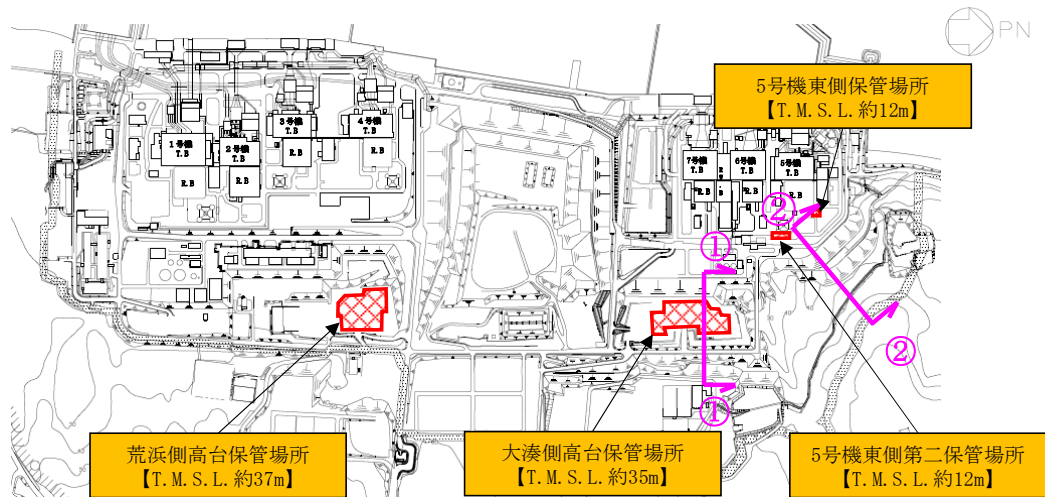 PN
5号機東側保管場所
【T.M.S.L.約12m】
1号機
T.B
2号機
T.B
3号機
T.B
4号機
T.B
R.B
R.B
R.B
R.B
7号機
T.B
6号機
T.B
5号機
T.B
R.B
R.B
R.B
②
①
②
①
荒浜側高台保管場所
【T.M.S.L.約37m】
大湊側高台保管場所
【T.M.S.L.約35m】
5号機東側第二保管場所
【T.M.S.L.約12m】